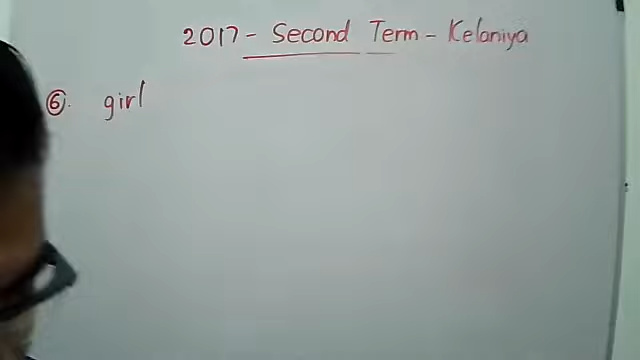 2017 - Second Term - Kelaniya
⑥. girl